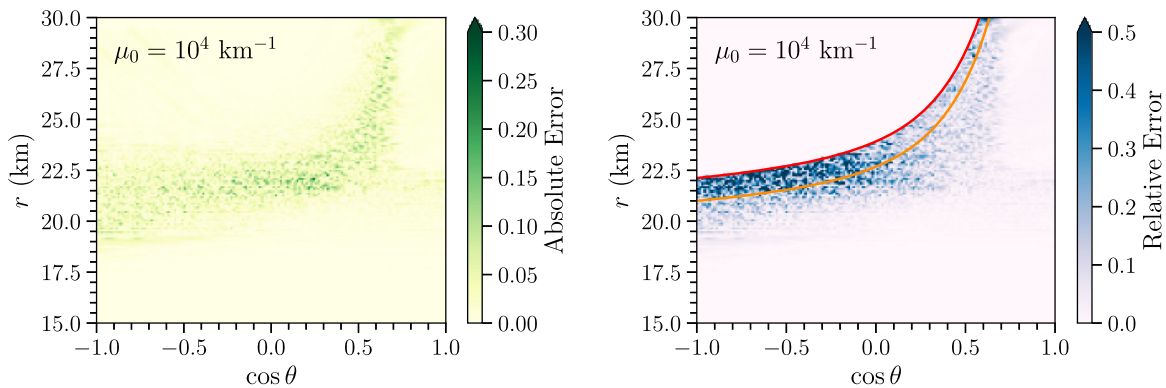 μ₀ = 10⁴ km⁻¹
30.0
27.5
25.0
22.5
20.0
17.5
15.0
r (km)
−1.0 −0.5 0.0 0.5 1.0
cos θ
0.30
0.25
0.20
0.15
0.10
0.05
0.00
Absolute Error
μ₀ = 10⁴ km⁻¹
30.0
27.5
25.0
22.5
20.0
17.5
15.0
r (km)
−1.0 −0.5 0.0 0.5 1.0
cos θ
0.5
0.4
0.3
0.2
0.1
0.0
Relative Error